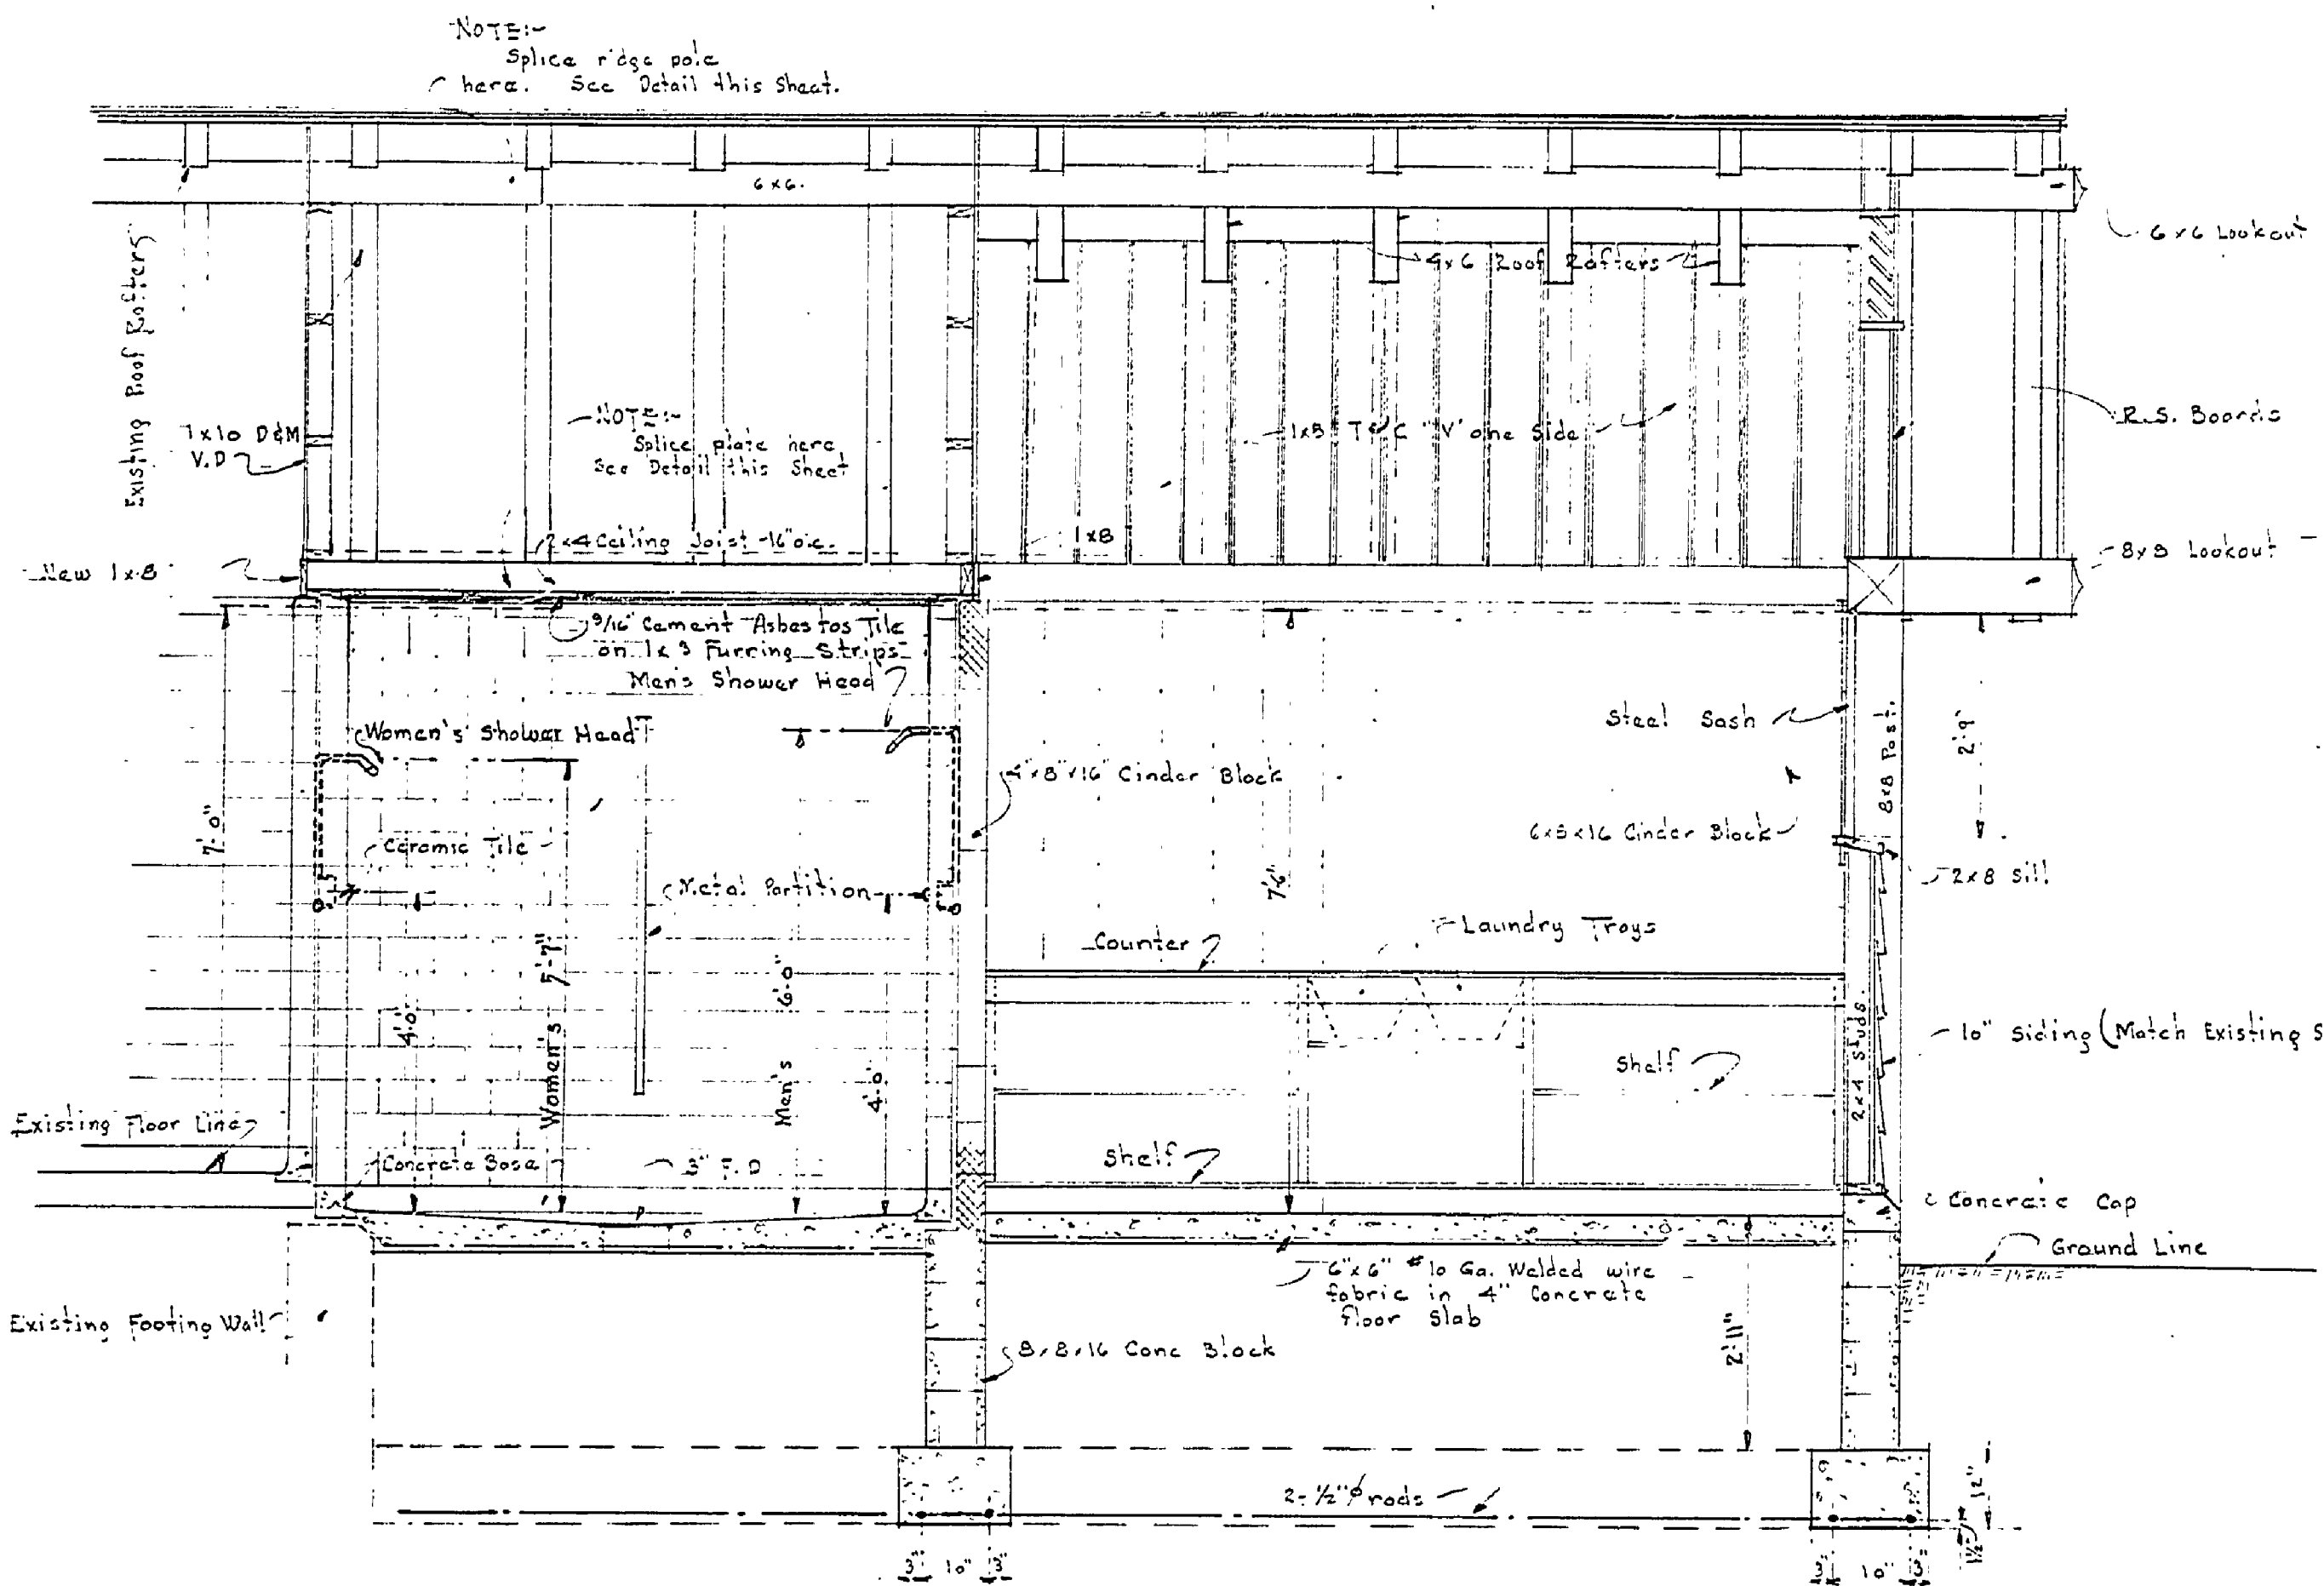 NOTE:-
Splice ridge pole
here. See Detail this Sheet.
6x6.
6x6 Lookout
Existing Roof Rafters
4x6 Roof Rafters
1x10 D&M
V.D
NOTE:-
Splice plate here
See Detail this Sheet
1x8 T&G "V" one Side
R.S. Boards
2x4 Ceiling Joist-16"o.c.
1x8
New 1x8
8x8 Lookout
9/16" Cement Asbestos Tile
on 1x3 Furring Strips
Men's Shower Head
Women's Shower Head
Steel Sash
8x8 Post.
2'-9"
4"x8"x16" Cinder Block
6x8x16 Cinder Block
7'-0"
Ceramic Tile
2x8 Sill
Metal Partition
7'-6"
Counter
Laundry Trays
Women's 5'-7"
Men's 6'-0"
4'-0"
4'-0"
2x4 Studs.
10" Siding (Match Existing S
Shelf
Existing Floor Line
Concrete Base
3" F.D
Shelf
Concrete Cap
Ground Line
6"x6" #10 Ga. Welded wire
fabric in 4" Concrete
floor Slab
Existing Footing Wall
8x8x16 Conc Block
2'-11"
2-1/2"Φ rods
12"
1½"
3" 10" 3"
3" 10" 3"